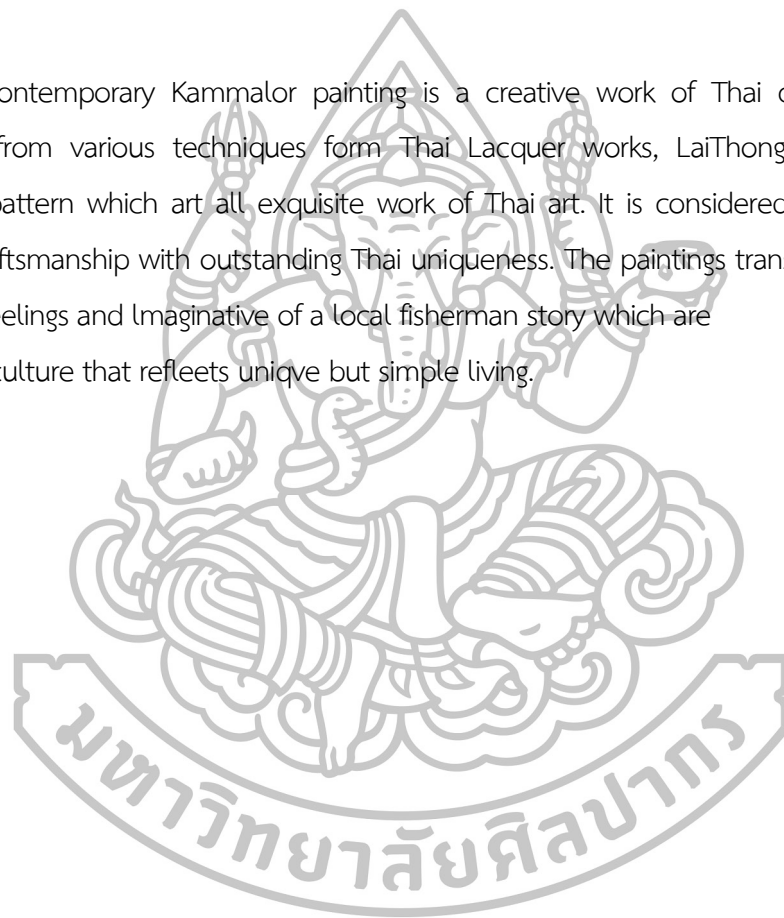 ontemporary Kammalor painting is a creative work of Thai
from various techniques form Thai Lacquer works, LaiThong
pattern which art all exquisite work of Thai art. It is considered
ftsmanship with outstanding Thai uniqueness. The paintings tran
eelings and lmaginative of a local fisherman story which are
culture that refleets uniqve but simple living.
มหาวิทยาลัยศิลปากร